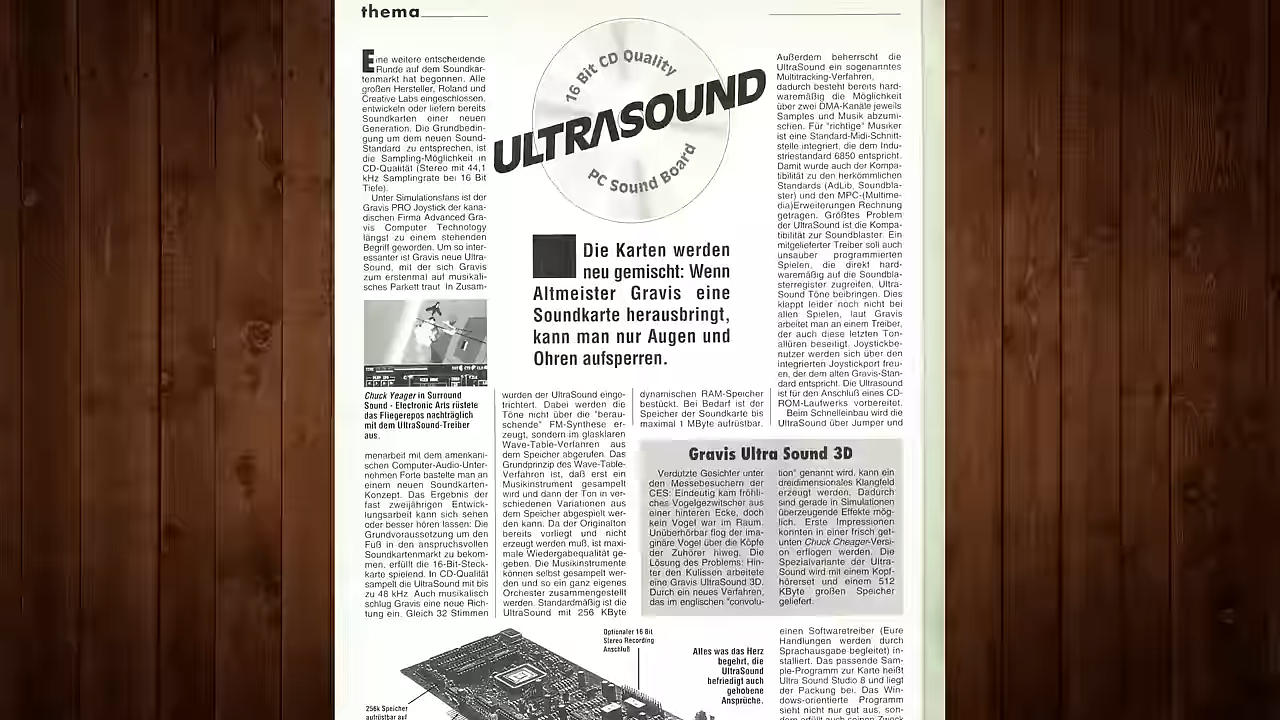 thema
Eine weitere entscheidende
Runde auf dem Soundkar-
tenmarkt hat begonnen. Alle
großen Hersteller, Roland und
Creative Labs eingeschlossen,
entwickeln oder liefern bereits
Soundkarten einer neuen
Generation. Die Grundbedin-
gung um dem neuen Sound-
Standard zu entsprechen, ist
die Sampling-Möglichkeit in
CD-Qualität (Stereo mit 44,1
kHz Samplingrate bei 16 Bit
Tiefe).
Unter Simulationsfans ist der
Gravis PRO Joystick der kana-
dischen Firma Advanced Gra-
vis Computer Technology
längst zu einem stehenden
Begriff geworden. Um so inter-
essanter ist Gravis neue Ultra-
Sound, mit der sich Gravis
zum erstenmal auf musikali-
sches Parkett traut. In Zusam-
Chuck Yeager in Surround
Sound - Electronic Arts rüstete
das Fliegerepos nachträglich
mit dem UltraSound-Treiber
aus.
menarbeit mit dem amerikani-
schen Computer-Audio-Unter-
nehmen Forte bastelte man an
einem neuen Soundkarten-
Konzept. Das Ergebnis der
fast zweijährigen Entwick-
lungsarbeit kann sich sehen
oder besser hören lassen: Die
Grundvoraussetzung um den
Fuß in den anspruchsvollen
Soundkartenmarkt zu bekom-
men, erfüllt die 16-Bit-Steck-
karte spielend. In CD-Qualität
sampelt die UltraSound mit bis
zu 48 kHz. Auch musikalisch
schlug Gravis eine neue Rich-
tung ein. Gleich 32 Stimmen
16 Bit CD Quality
ULTRASOUND
PC Sound Board
Die Karten werden
neu gemischt: Wenn
Altmeister Gravis eine
Soundkarte herausbringt,
kann man nur Augen und
Ohren aufsperren.
wurden der UltraSound einge-
trichtert. Dabei werden die
Töne nicht über die "berau-
schende" FM-Synthese er-
zeugt, sondern im glasklaren
Wave-Table-Verfahren aus
dem Speicher abgerufen. Das
Grundprinzip des Wave-Table-
Verfahren ist, daß erst ein
Musikinstrument gesampelt
wird und dann der Ton in ver-
schiedenen Variationen aus
dem Speicher abgespielt wer-
den kann. Da der Originalton
bereits vorliegt und nicht
erzeugt werden muß, ist maxi-
male Wiedergabequalität ge-
geben. Die Musikinstrumente
können selbst gesampelt wer-
den und so ein ganz eigenes
Orchester zusammengestellt
werden. Standardmäßig ist die
UltraSound mit 256 KByte
dynamischen RAM-Speicher
bestückt. Bei Bedarf ist der
Speicher der Soundkarte bis
maximal 1 MByte aufrüstbar.
Außerdem beherrscht die
UltraSound ein sogenanntes
Multitracking-Verfahren,
dadurch besteht bereits hard-
waremäßig die Möglichkeit
über zwei DMA-Kanäle jeweils
Samples und Musik abzumi-
schen. Für "richtige" Musiker
ist eine Standard-Midi-Schnitt-
stelle integriert, die dem Indu-
striestandard 6850 entspricht.
Damit wurde auch der Kompa-
tibilität zu den herkömmlichen
Standards (AdLib, Soundbla-
ster) und den MPC-(Multime-
dia)Erweiterungen Rechnung
getragen. Größtes Problem
der UltraSound ist die Kompa-
tibilität zur Soundblaster. Ein
mitgelieferter Treiber soll auch
unsauber programmierten
Spielen, die direkt hard-
waremäßig auf die Soundbla-
sterregister zugreifen, Ultra-
Sound Töne beibringen. Dies
klappt leider noch nicht bei
allen Spielen, laut Gravis
arbeitet man an einem Treiber,
der auch diese letzten Ton-
allüren beseitigt. Joystickbe-
nutzer werden sich über den
integrierten Joystickport freu-
en, der dem alten Gravis-Stan-
dard entspricht. Die Ultrasound
ist für den Anschluß eines CD-
ROM-Laufwerks vorbereitet.
Beim Schnelleinbau wird die
UltraSound über Jumper und
Gravis Ultra Sound 3D
Verdutzte Gesichter unter
den Messebesuchern der
CES: Eindeutig kam fröhli-
ches Vogelgezwitscher aus
einer hinteren Ecke, doch
kein Vogel war im Raum.
Unüberhörbar flog der ima-
ginäre Vogel über die Köpfe
der Zuhörer hiweg. Die
Lösung des Problems: Hin-
ter den Kulissen arbeitete
eine Gravis UltraSound 3D.
Durch ein neues Verfahren,
das im englischen "convolu-
tion" genannt wird, kann ein
dreidimensionales Klangfeld
erzeugt werden. Dadurch
sind gerade in Simulationen
überzeugende Effekte mög-
lich. Erste Impressionen
konnten in einer frisch get-
unten Chuck Cheager-Versi-
on erflogen werden. Die
Spezialvariante der Ultra-
Sound wird mit einem Kopf-
hörerset und einem 512
KByte großen Speicher
geliefert.
Optionaler 16 Bit
Stereo Recording
Anschluß
Alles was das Herz
begehrt, die
UltraSound
befriedigt auch
gehobene
Ansprüche.
256k Speicher
aufrüstbar auf
einen Softwaretreiber (Eure
Handlungen werden durch
Sprachausgabe begleitet) in-
stalliert. Das passende Sam-
ple-Programm zur Karte heißt
Ultra Sound Studio 8 und liegt
der Packung bei. Das Win-
dows-orientierte Programm
sieht nicht nur gut aus, son-
dern erfüllt auch seinen Zweck